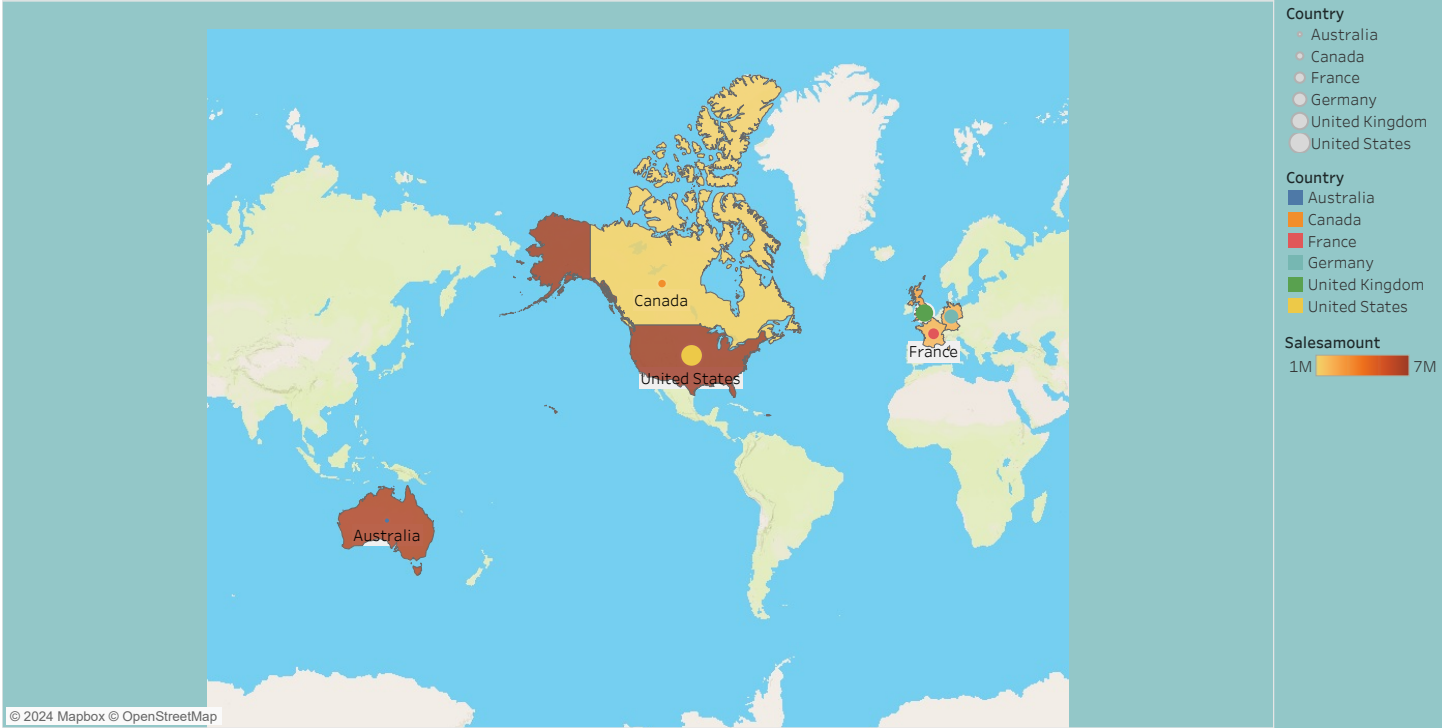 Canada
United States
France
Australia
© 2024 Mapbox © OpenStreetMap
Country
Australia
Canada
France
Germany
United Kingdom
United States
Country
Australia
Canada
France
Germany
United Kingdom
United States
Salesamount
1M 7M